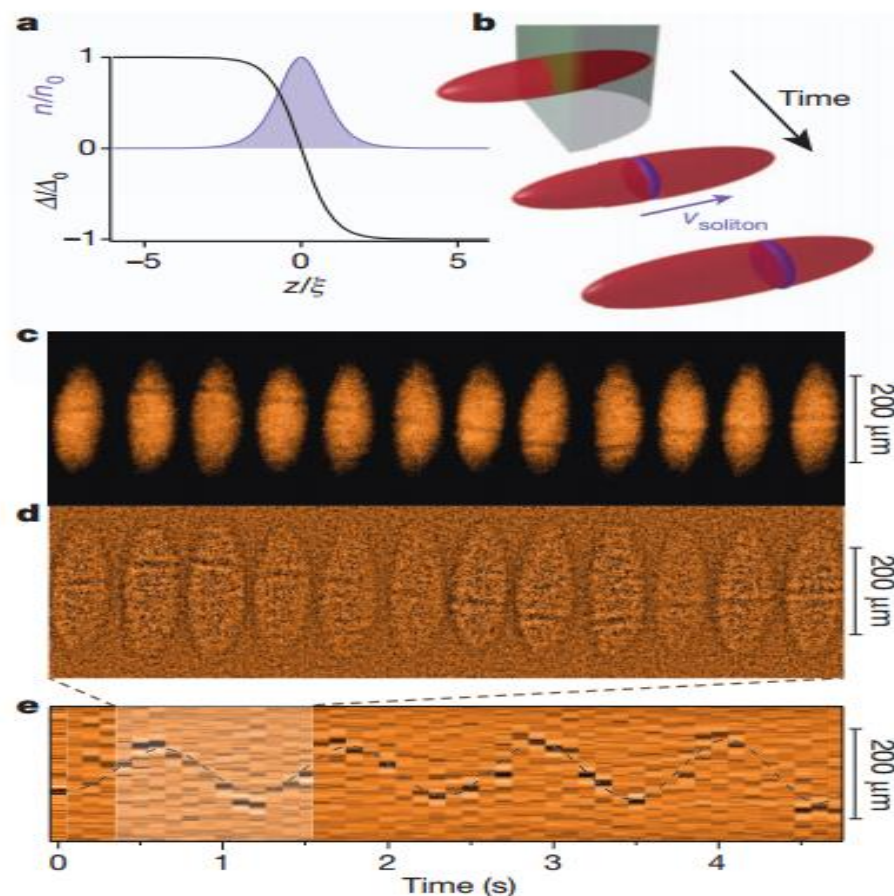 a
n/n₀
Δ/Δ₀
1
0
−1
−5
0
5
z/ξ
b
Time
Vsoliton
c
200 μm
d
200 μm
e
200 μm
0
1
2
3
4
Time (s)